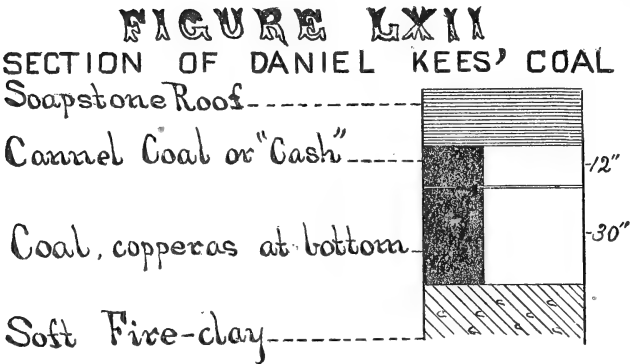 FIGURE LXII
SECTION OF DANIEL KEES' COAL
Soapstone Roof
Cannel Coal or "Cash"
12"
Coal, copperas at bottom
30"
Soft Fire-clay